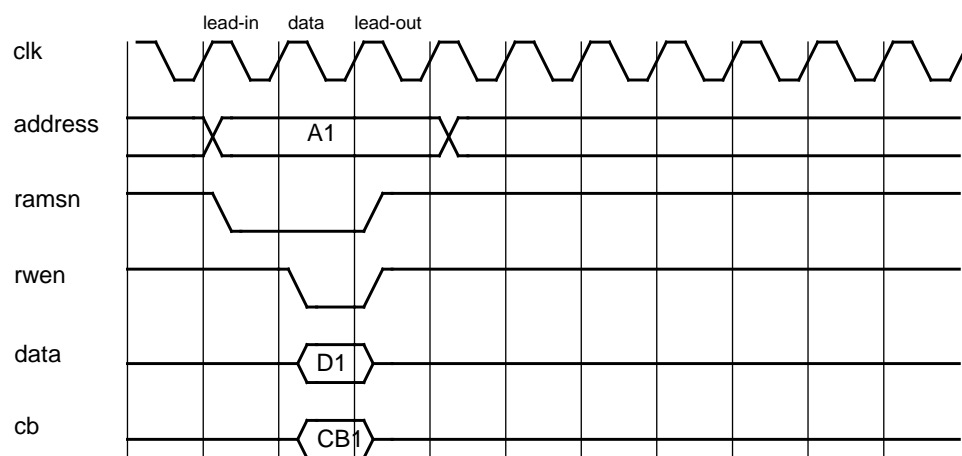 lead-in data lead-out
clk
address A1
ramsn
rwen
data D1
cb CB1